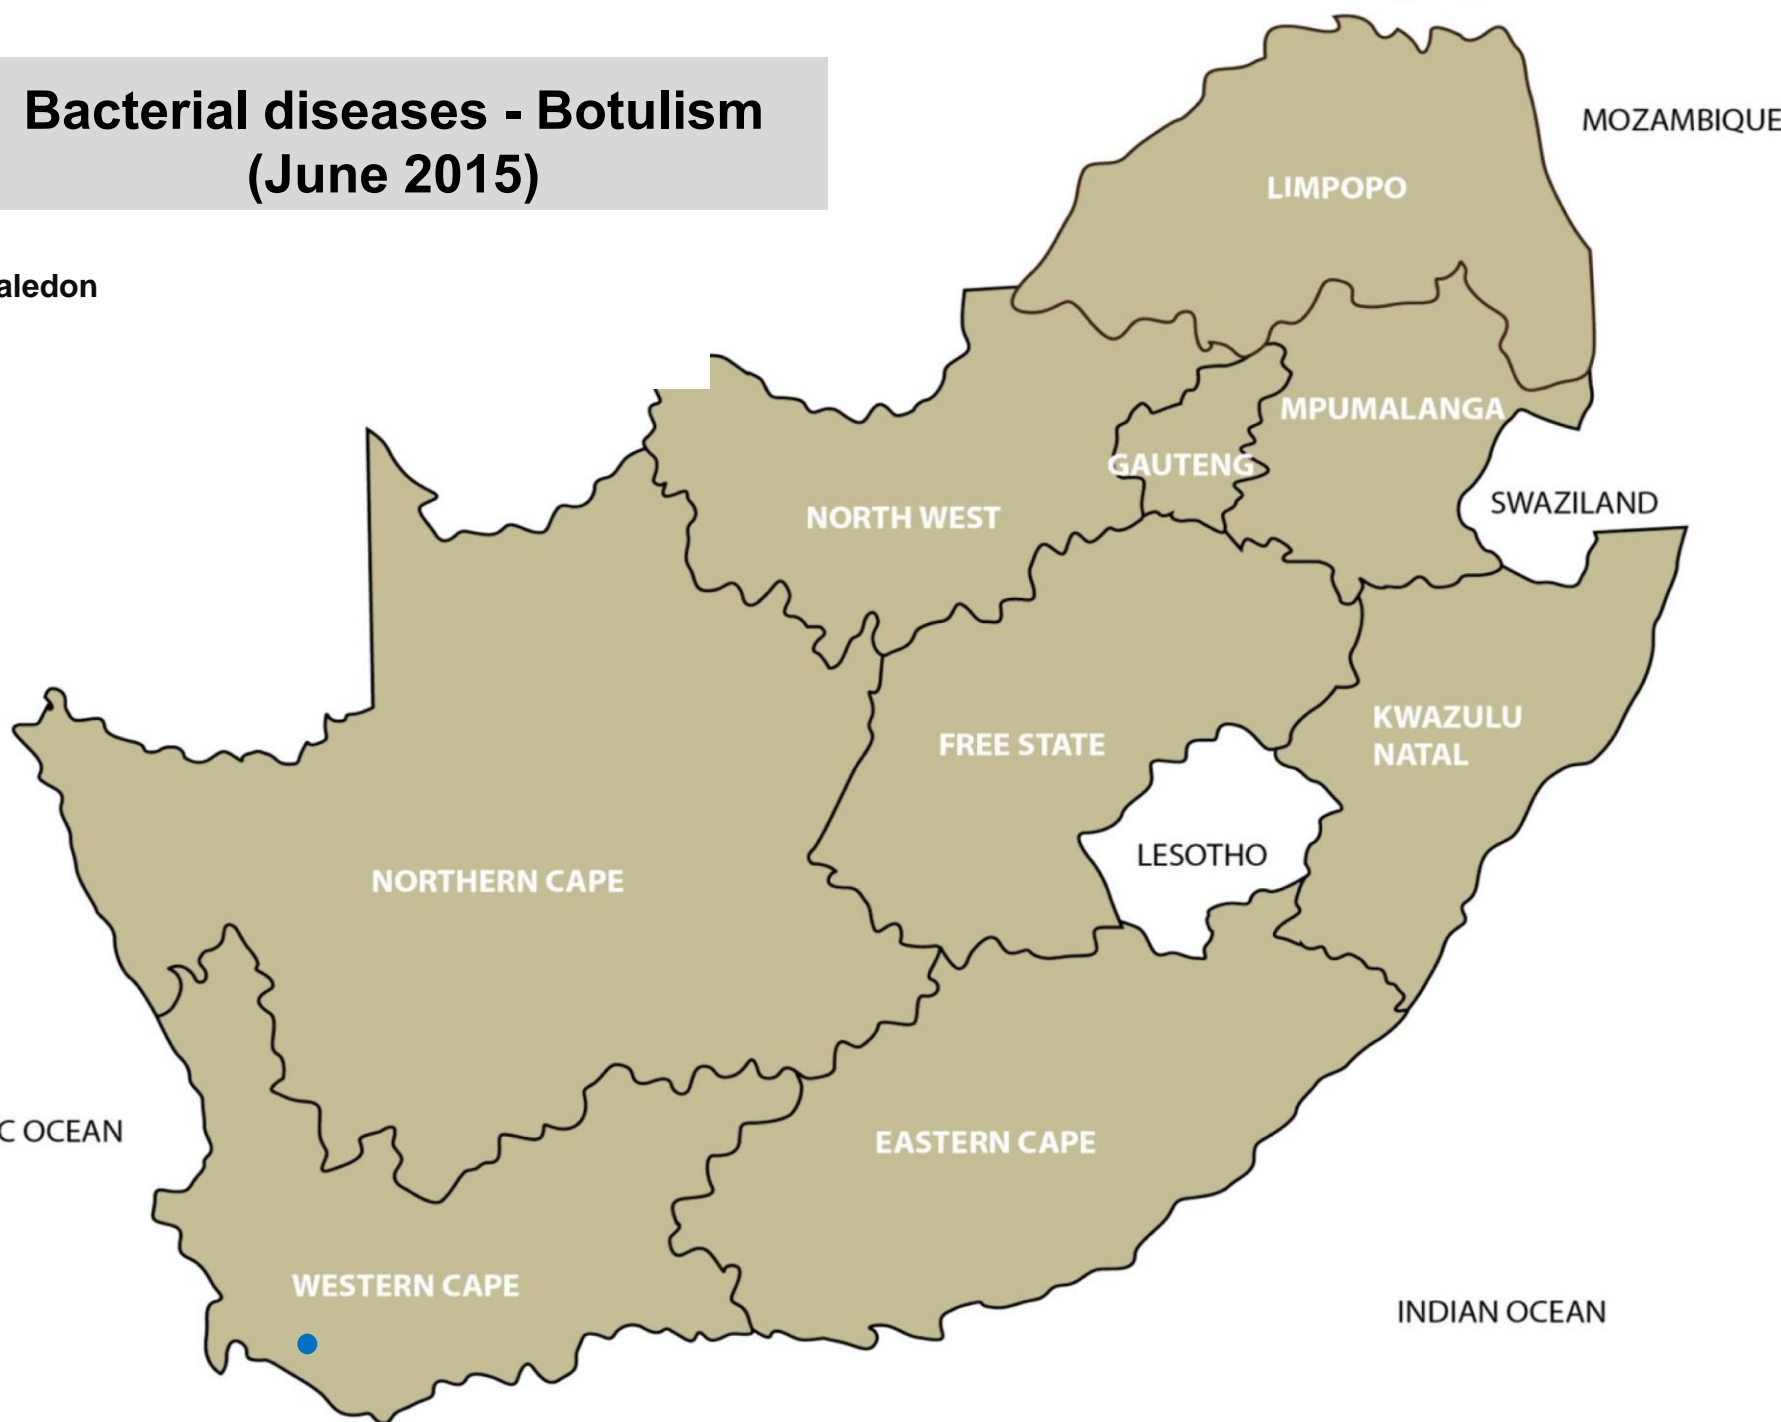 Bacterial diseases - Botulism
(June 2015)
MOZAMBIQUE
LIMPOPO
aledon
MPUMALANGA
GAUTENG
SWAZILAND
NORTH WEST
KWAZULU
NATAL
FREE STATE
LESOTHO
NORTHERN CAPE
C OCEAN
EASTERN CAPE
WESTERN CAPE
INDIAN OCEAN